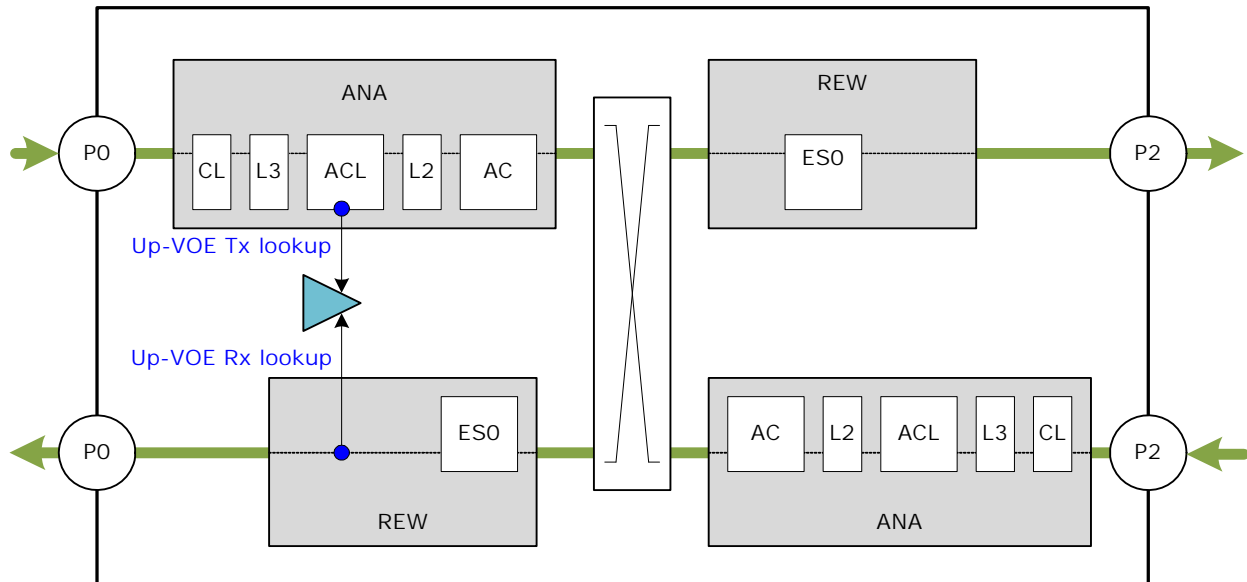 ANA
REW
P0
CL
L3
ACL
L2
AC
ES0
P2
Up-VOE Tx lookup
Up-VOE Rx lookup
P0
ES0
REW
AC
L2
ACL
L3
CL
P2
ANA